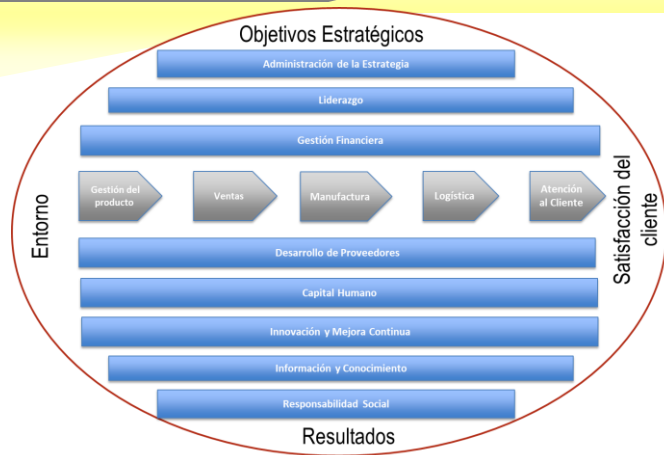 Objetivos Estratégicos
Administración de la Estrategia
Liderazgo
Gestión Financiera
Entorno
Gestión del
producto
Ventas
Manufactura
Logística
Atención
al Cliente
Satisfacción del
cliente
Desarrollo de Proveedores
Capital Humano
Innovación y Mejora Continua
Información y Conocimiento
Responsabilidad Social
Resultados